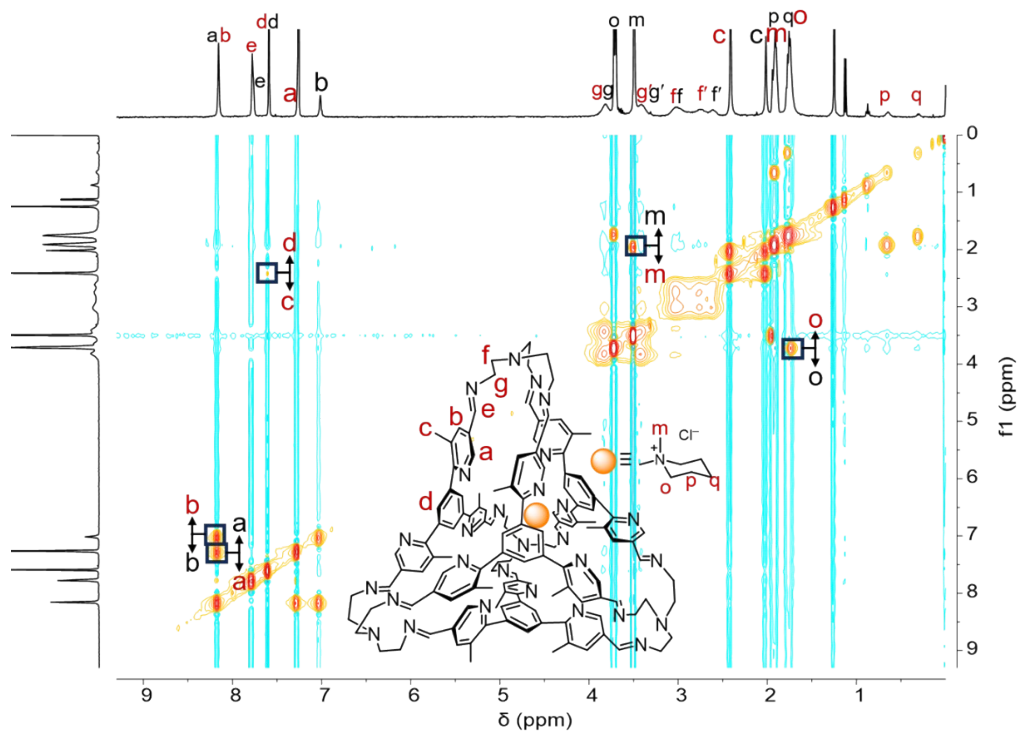 o m p q o
d d c c m
a b
e
e a b
g g g' g' f f f' f' p q
0
1
2
3
4
5
6
7
8
9
f1 (ppm)
m
m
d
c
o
o
b a
b a
f N
g
N N N
b e
c
a
N N
d
m Cl⁻
≡ N⁺
o p q
N N N N N N
N N N N N
N N N N N
N N N N N
9 8 7 6 5 4 3 2 1
δ (ppm)